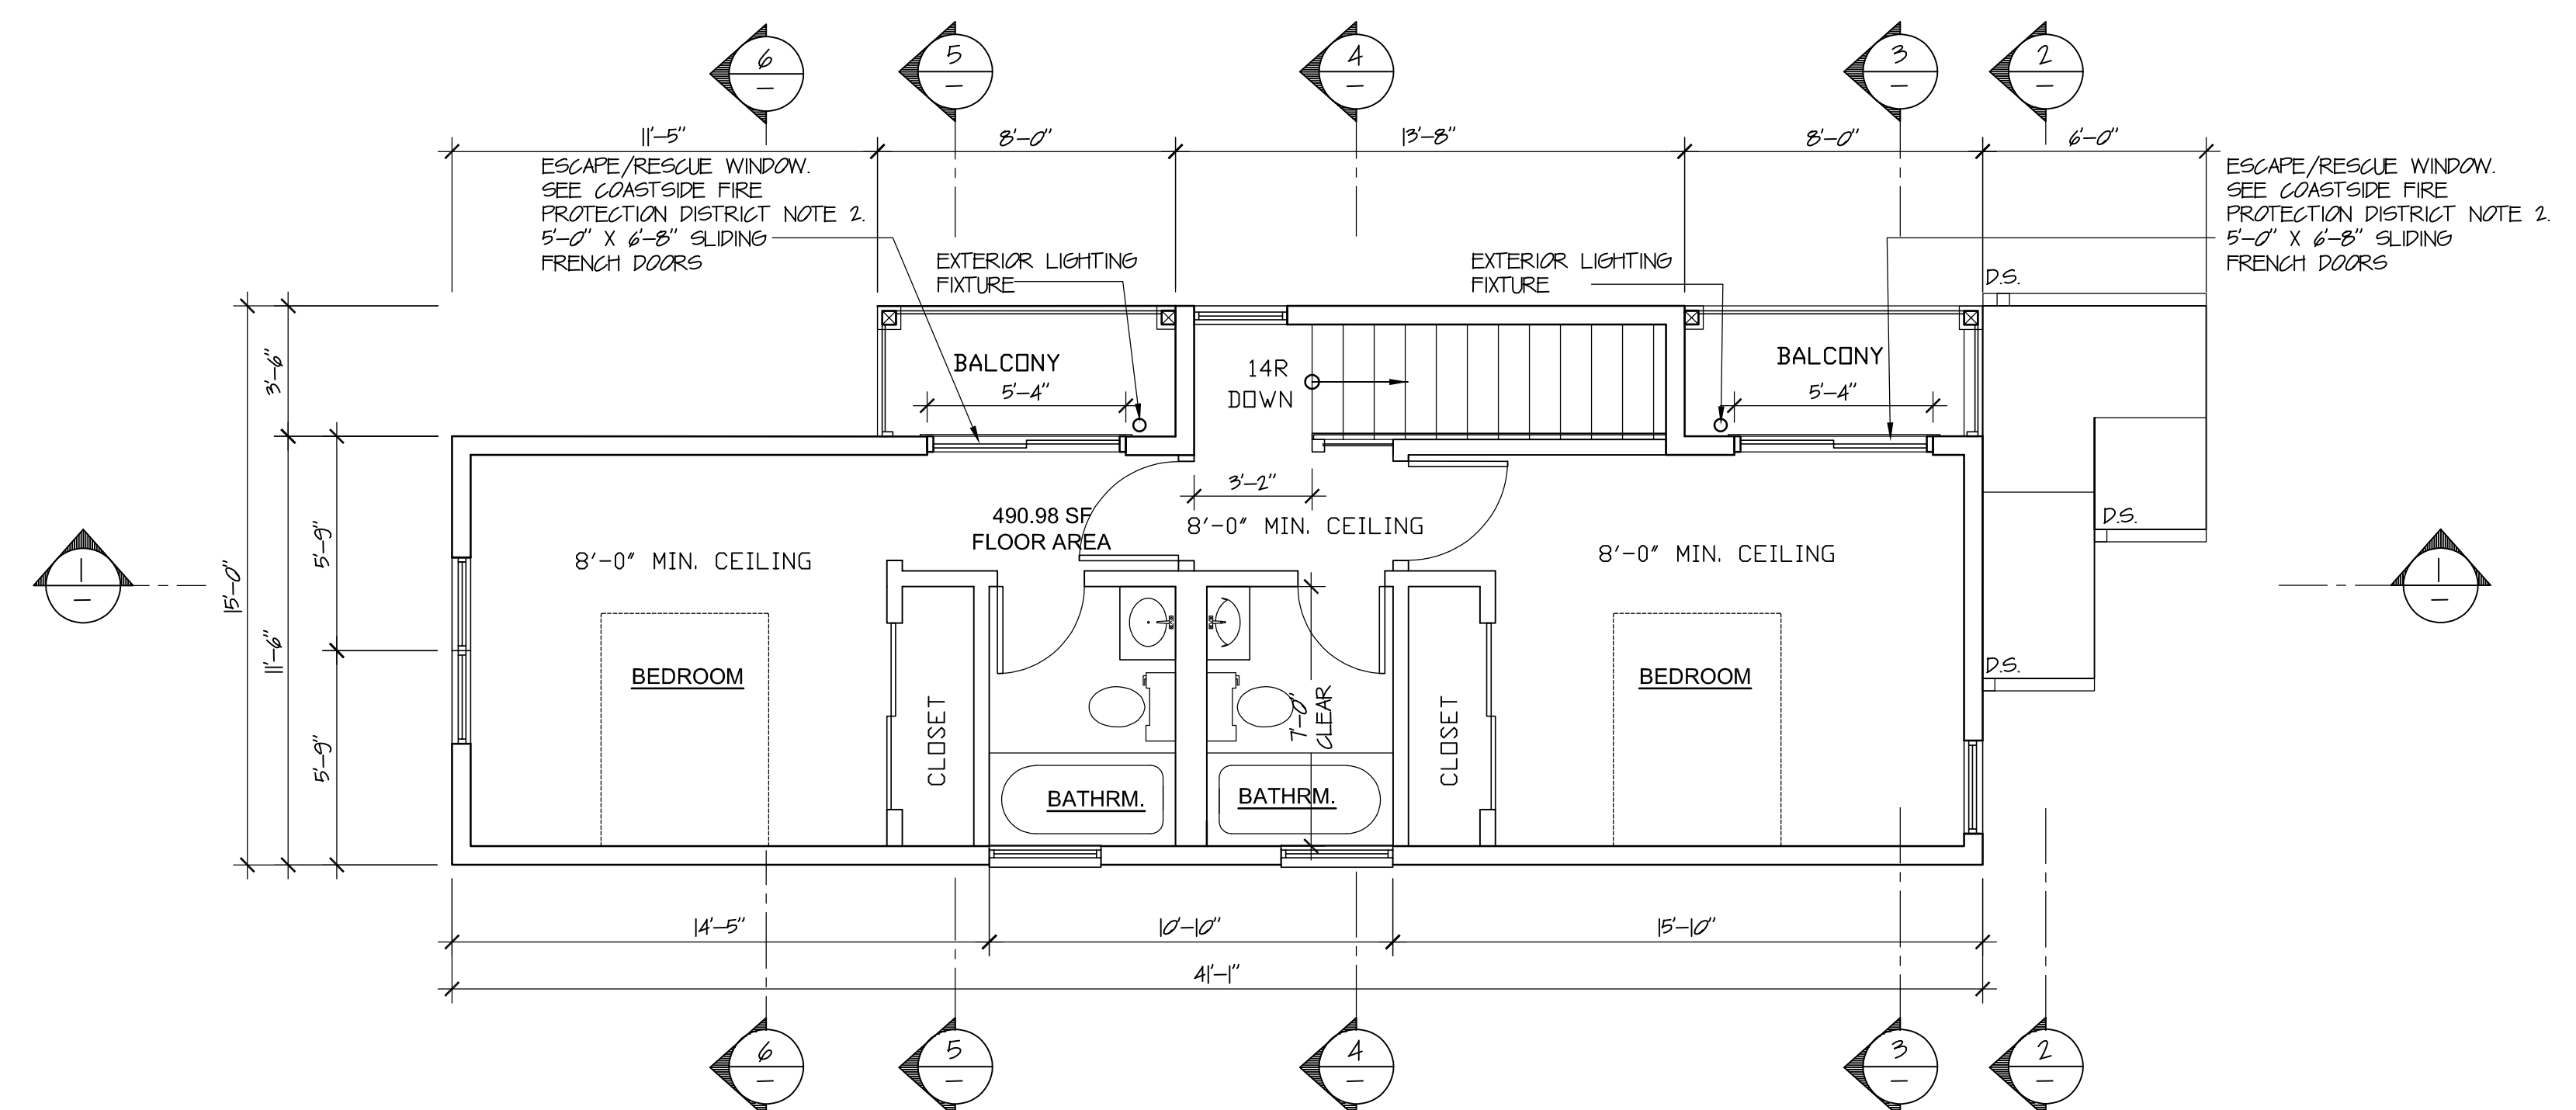 6
5
4
3
2
11'-5"
8'-0"
13'-8"
8'-0"
6'-0"
ESCAPE/RESCUE WINDOW.
SEE COASTSIDE FIRE
PROTECTION DISTRICT NOTE 2.
5'-0" X 6'-8" SLIDING
FRENCH DOORS
ESCAPE/RESCUE WINDOW.
SEE COASTSIDE FIRE
PROTECTION DISTRICT NOTE 2.
5'-0" X 6'-8" SLIDING
FRENCH DOORS
EXTERIOR LIGHTING
FIXTURE
EXTERIOR LIGHTING
FIXTURE
D.S.
BALCONY
5'-4"
14R
DOWN
BALCONY
5'-4"
3'-6"
15'-0"
11'-6"
5'-9"
5'-9"
3'-2"
490.98 SF
FLOOR AREA
8'-0" MIN. CEILING
8'-0" MIN. CEILING
8'-0" MIN. CEILING
D.S.
D.S.
1
1
BEDROOM
CLOSET
BATHRM.
BATHRM.
7'-0"
CLEAR
CLOSET
BEDROOM
14'-5"
10'-10"
15'-10"
41'-1"
6
5
4
3
2